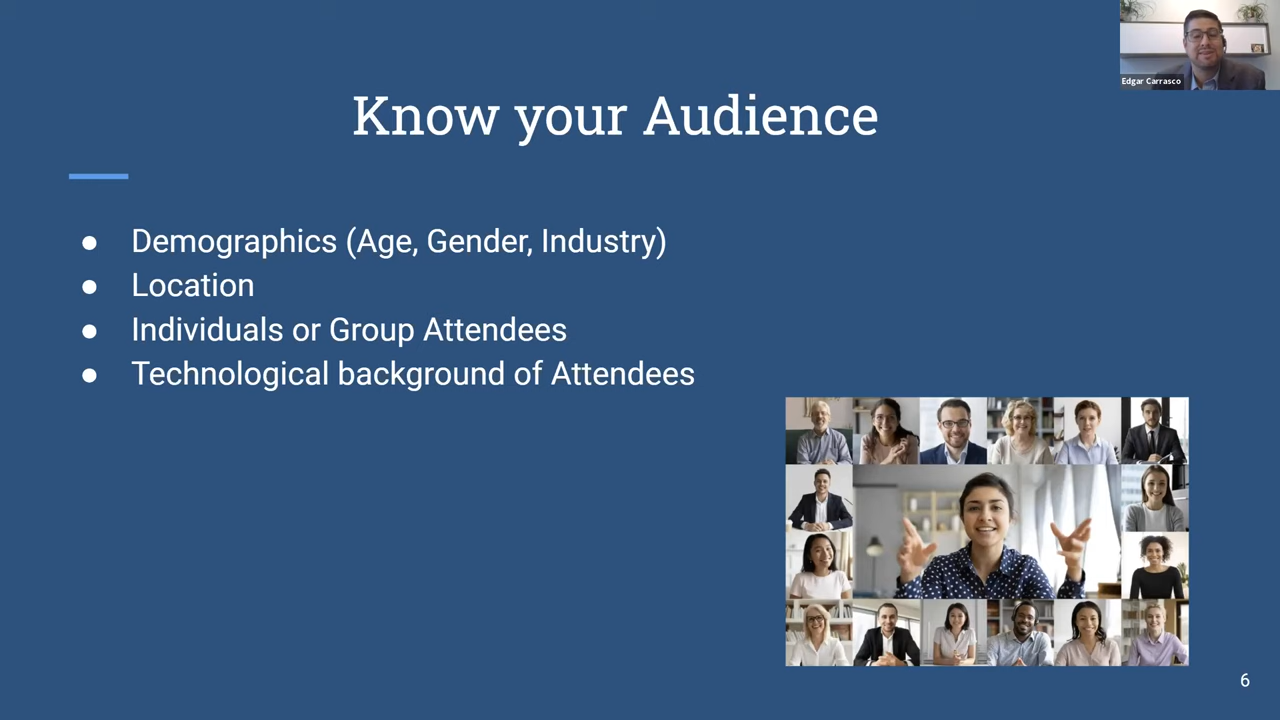 Edgar Carrasco
Know your Audience
● Demographics (Age, Gender, Industry)
● Location
● Individuals or Group Attendees
● Technological background of Attendees
6